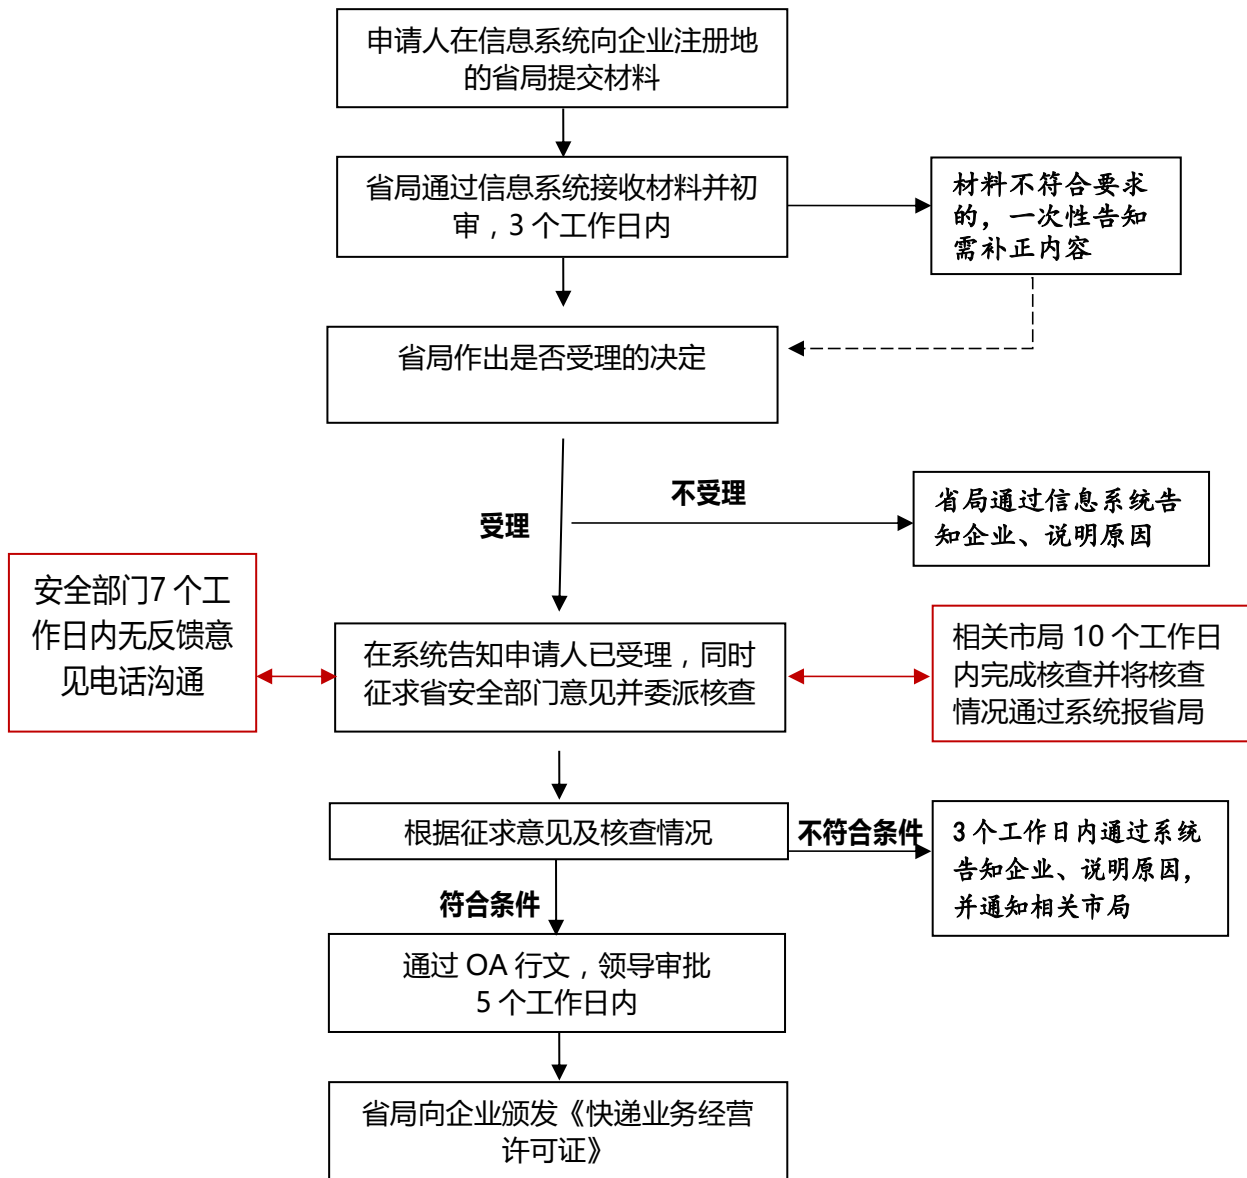 申请人在信息系统向企业注册地
的省局提交材料
省局通过信息系统接收材料并初
审，3 个工作日内
材料不符合要求
的，一次性告知
需补正内容
省局作出是否受理的决定
不受理
受理
省局通过信息系统告
知企业、说明原因
安全部门7 个工
作日内无反馈意
见电话沟通
在系统告知申请人已受理，同时
征求省安全部门意见并委派核查
相关市局 10 个工作日
内完成核查并将核查
情况通过系统报省局
根据征求意见及核查情况
不符合条件
3 个工作日内通过系统
告知企业、说明原因，
并通知相关市局
符合条件
通过 OA 行文，领导审批
5 个工作日内
省局向企业颁发《快递业务经营
许可证》